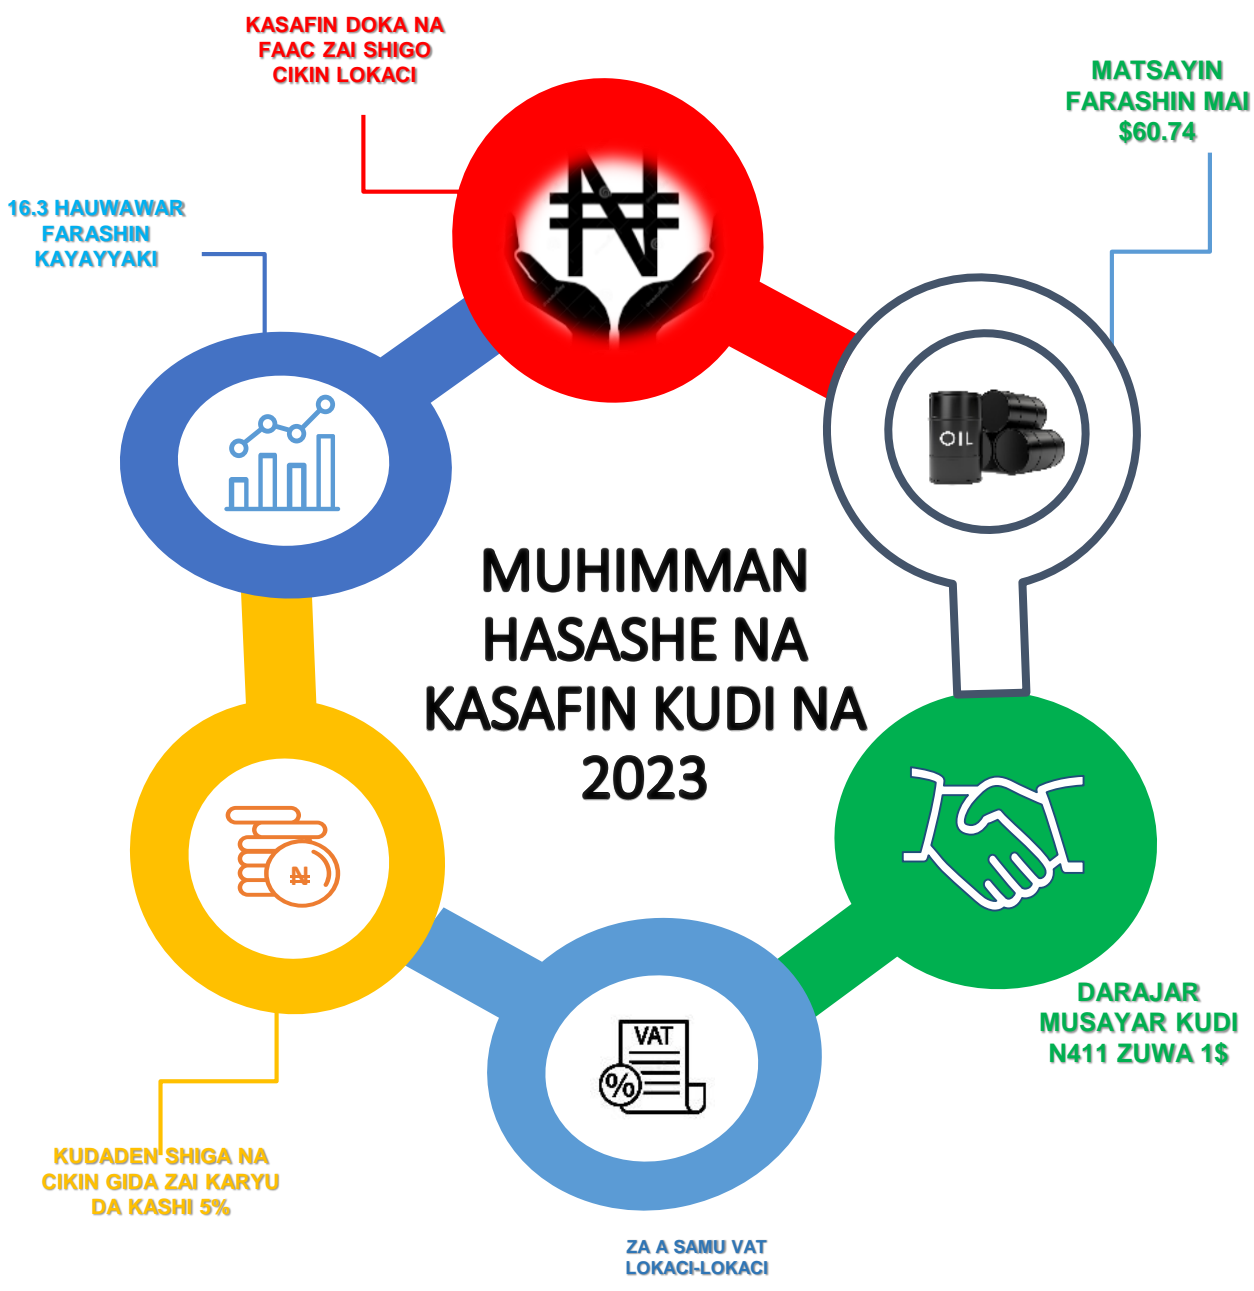 KASAFIN DOKA NA
FAAC ZAI SHIGO
CIKIN LOKACI
MATSAYIN
FARASHIN MAI
$60.74
16.3 HAUWAWAR
FARASHIN
KAYAYYAKI
OIL
MUHIMMAN
HASASHE NA
KASAFIN KUDI NA
2023
₦
DARAJAR
MUSAYAR KUDI
N411 ZUWA 1$
VAT
%
KUDADEN SHIGA NA
CIKIN GIDA ZAI KARYU
DA KASHI 5%
ZA A SAMU VAT
LOKACI-LOKACI